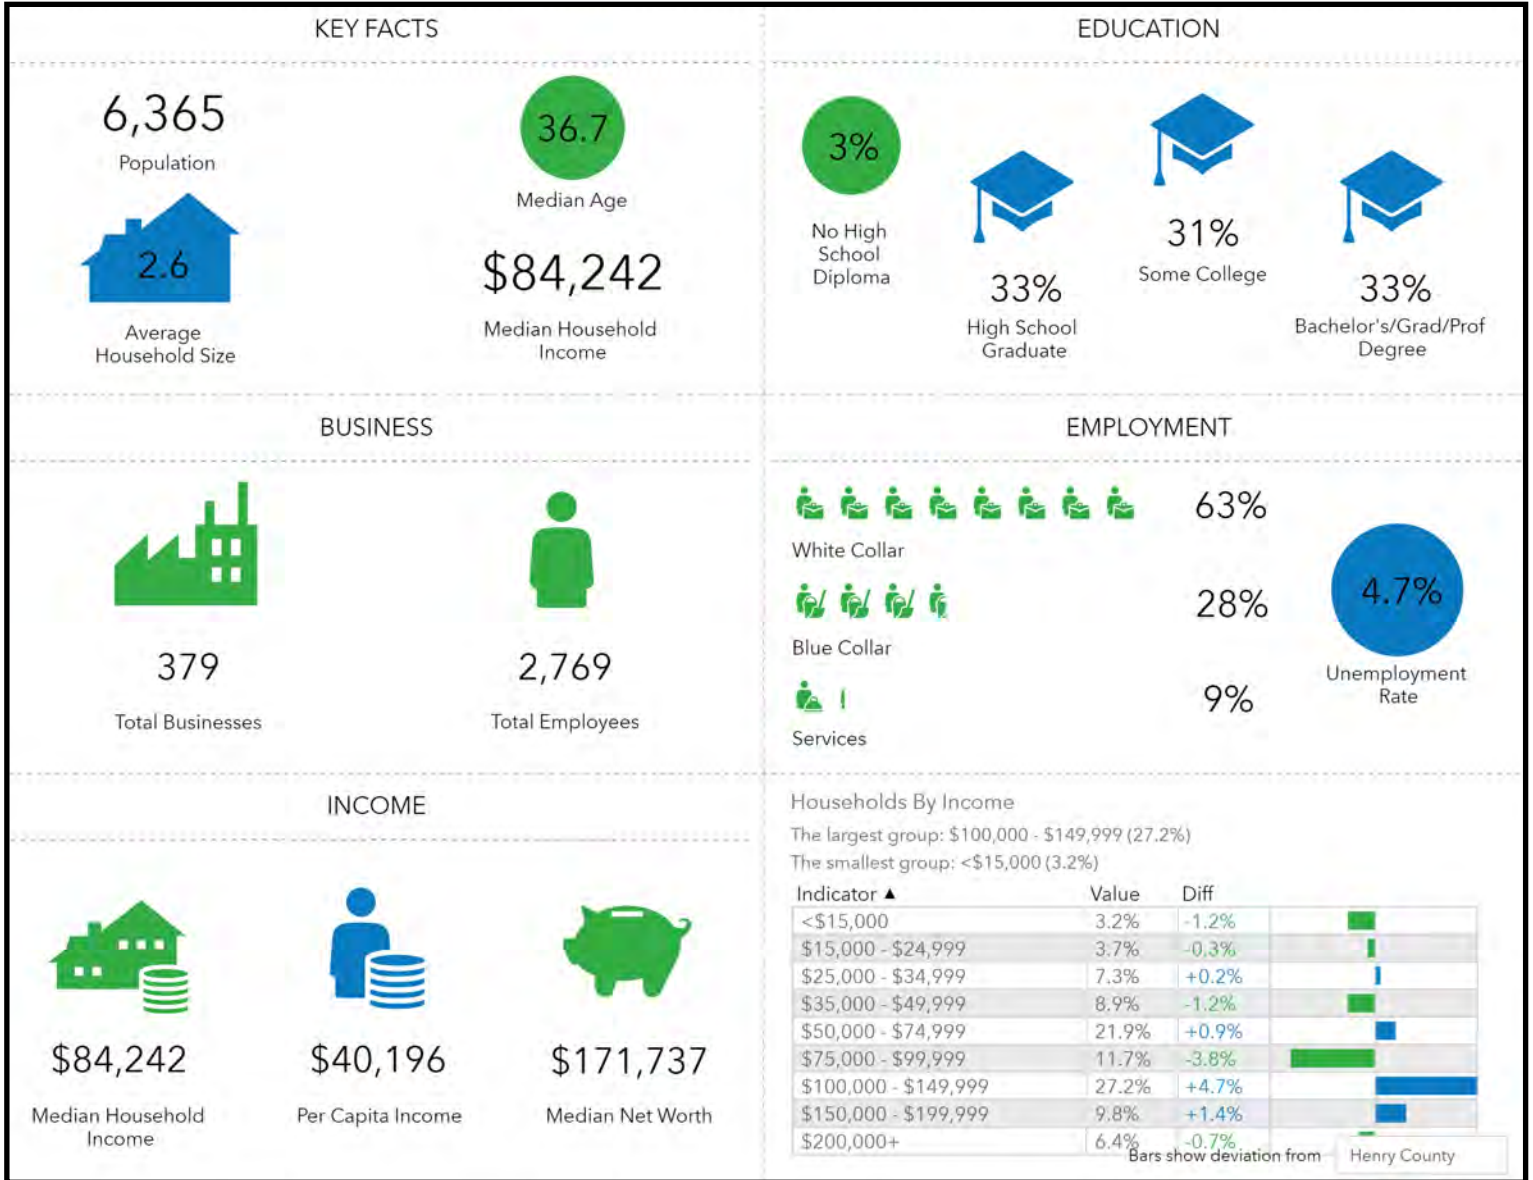 KEY FACTS
6,365
Population
36.7
Median Age
2.6
Average
Household Size
$84,242
Median Household
Income
EDUCATION
3%
No High
School
Diploma
33%
High School
Graduate
31%
Some College
33%
Bachelor's/Grad/Prof
Degree
BUSINESS
379
Total Businesses
2,769
Total Employees
EMPLOYMENT
63%
White Collar
28%
Blue Collar
9%
Services
4.7%
Unemployment
Rate
INCOME
$84,242
Median Household
Income
$40,196
Per Capita Income
$171,737
Median Net Worth
Households By Income
The largest group: $100,000 - $149,999 (27.2%)
The smallest group: <$15,000 (3.2%)
Indicator ▲ Value Diff
<$15,000 3.2% -1.2%
$15,000 - $24,999 3.7% -0.3%
$25,000 - $34,999 7.3% +0.2%
$35,000 - $49,999 8.9% -1.2%
$50,000 - $74,999 21.9% +0.9%
$75,000 - $99,999 11.7% -3.8%
$100,000 - $149,999 27.2% +4.7%
$150,000 - $199,999 9.8% +1.4%
$200,000+ 6.4% -0.7%
Bars show deviation from Henry County